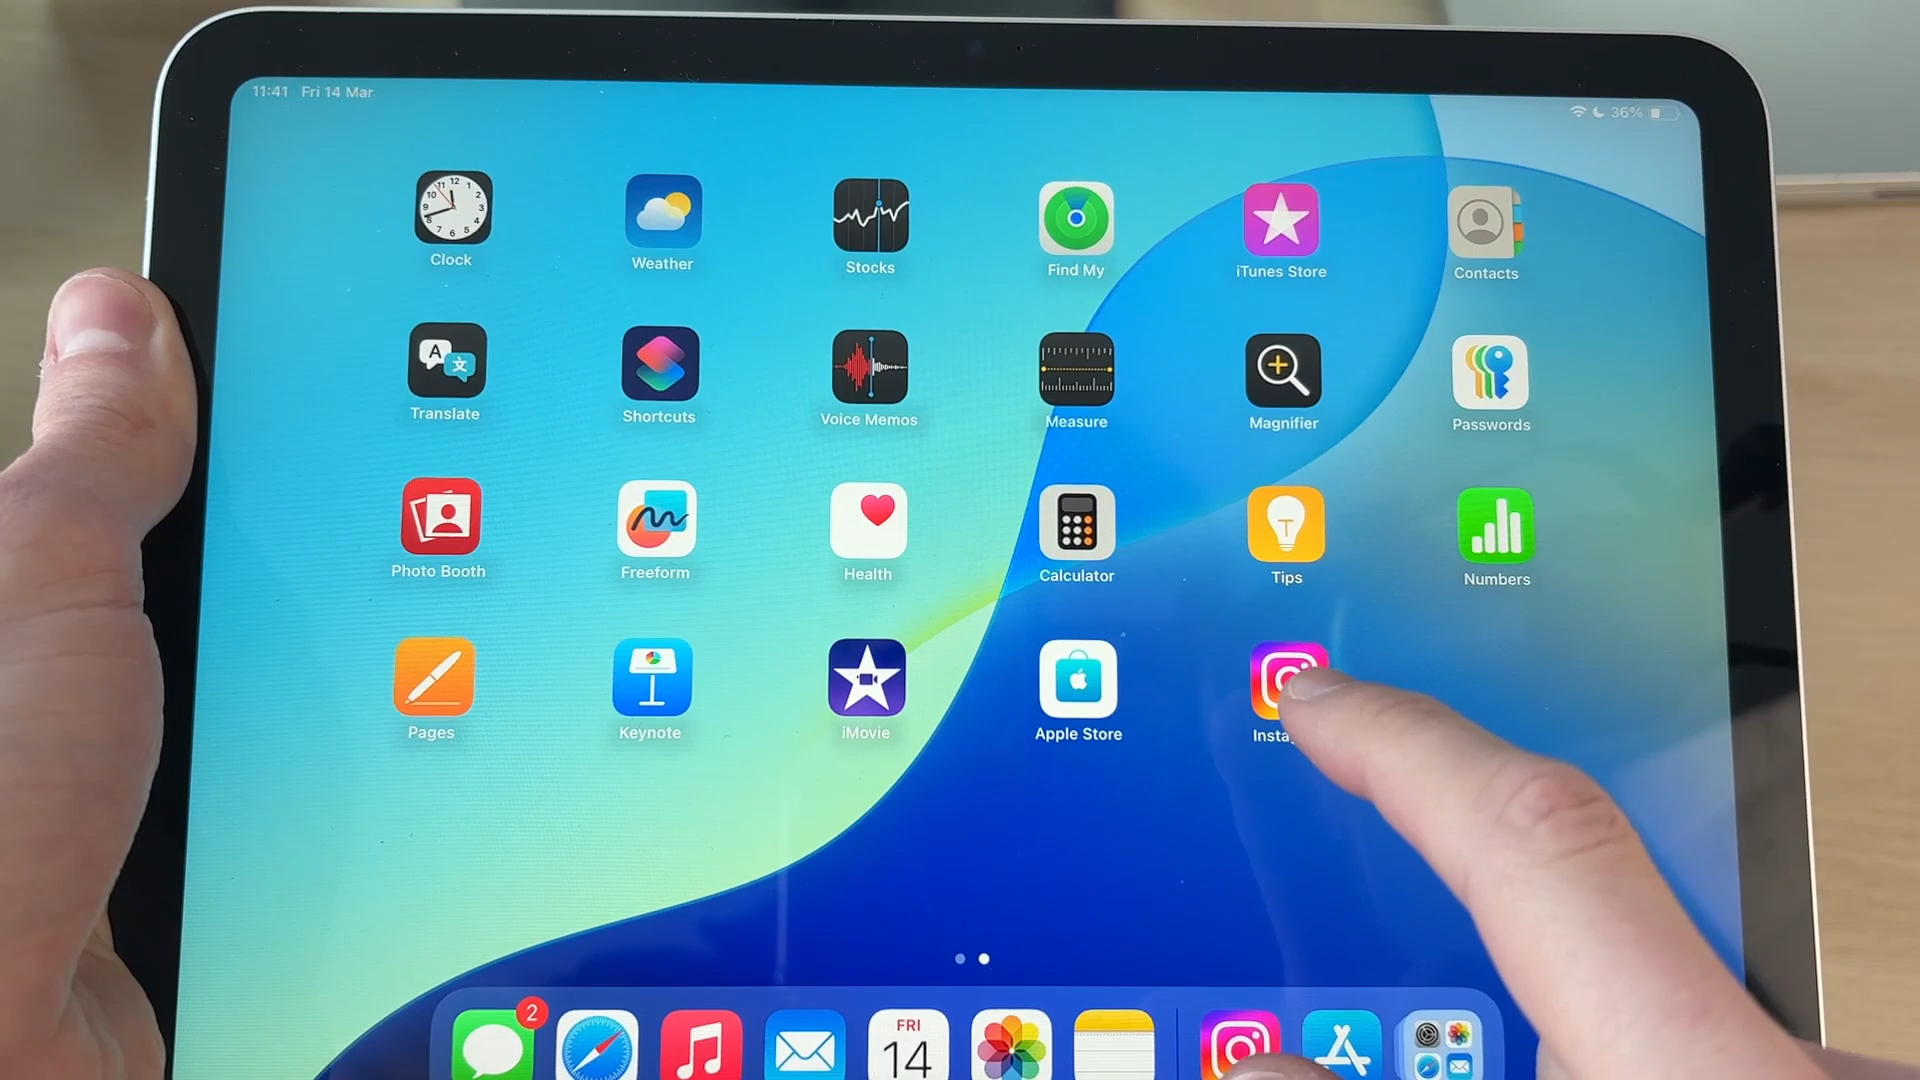 11:41 Fri 14 Mar
36%
Clock
Weather
Stocks
Find My
iTunes Store
Contacts
Translate
Shortcuts
Voice Memos
Measure
Magnifier
Passwords
Photo Booth
Freeform
Health
Calculator
Tips
Numbers
Pages
Keynote
iMovie
Apple Store
Insta
2
FRI
14